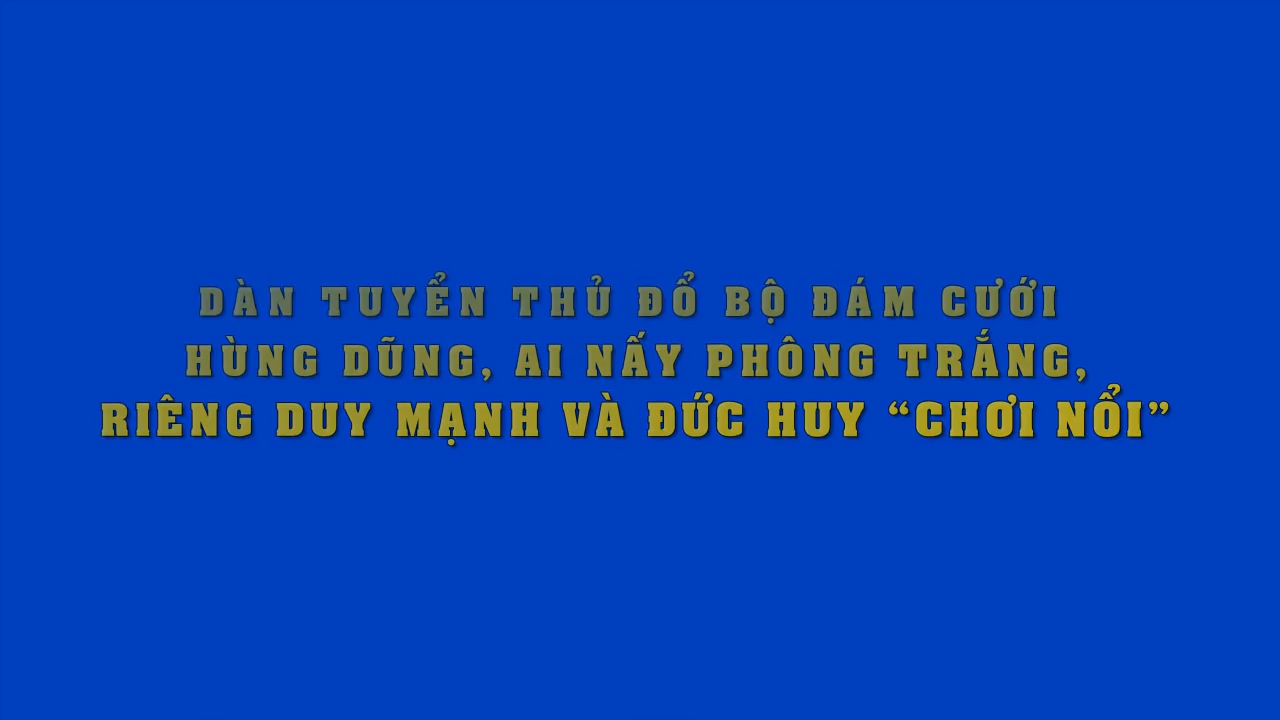 DÀN TUYỂN THỦ ĐỔ BỘ ĐÁM CƯỚI
HÙNG DŨNG, AI NẤY PHÔNG TRẮNG,
RIÊNG DUY MẠNH VÀ ĐỨC HUY “CHƠI NỔI”